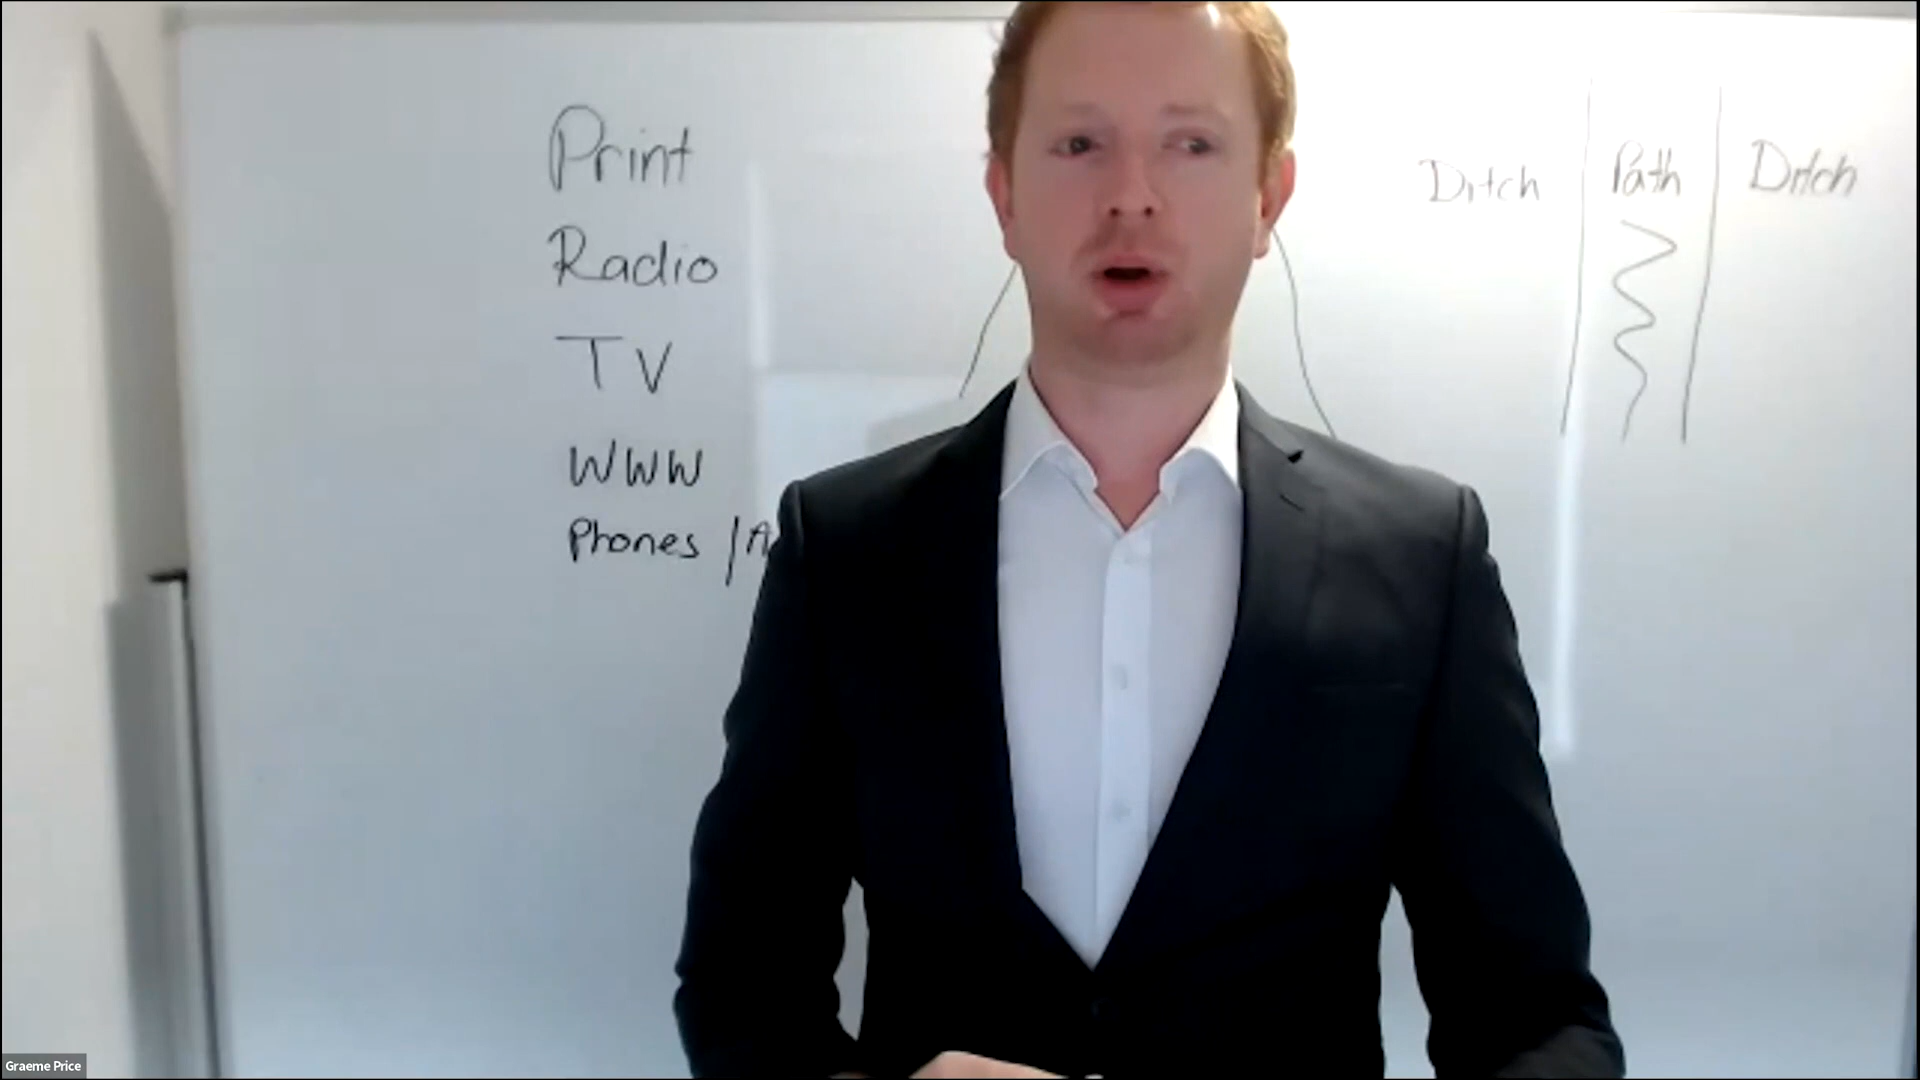 Print
Radio
TV
WWW
Phones /A
Ditch Path Ditch
Graeme Price